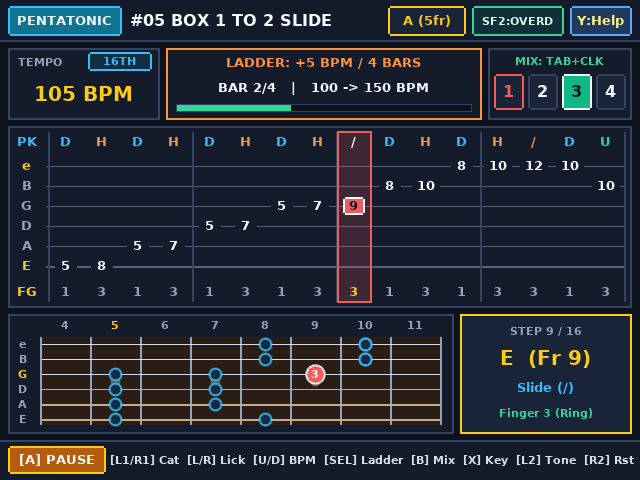 PENTATONIC #05 BOX 1 TO 2 SLIDE A (5fr) SF2:OVERD Y:Help
TEMPO 16TH
105 BPM
LADDER: +5 BPM / 4 BARS
BAR 2/4 | 100 -> 150 BPM
MIX: TAB+CLK
1 2 3 4
PK D H D H D H D H / D H D H / D U
e 8 10 12 10
B 8 10 10
G 5 7 9
D 5 7
A 5 7
E 5 8
FG 1 3 1 3 1 3 1 3 3 1 3 1 3 3 1 3
4 5 6 7 8 9 10 11
e
B
G 3
D
A
E
STEP 9 / 16
E (Fr 9)
Slide (/)
Finger 3 (Ring)
[A] PAUSE [L1/R1] Cat [L/R] Lick [U/D] BPM [SEL] Ladder [B] Mix [X] Key [L2] Tone [R2] Rst